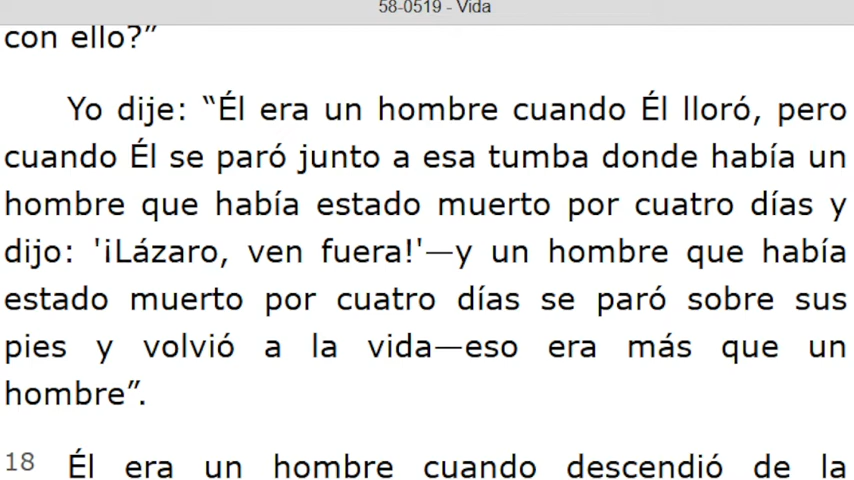 58-0519 - Vida
con ello?”
Yo dije: “Él era un hombre cuando Él lloró, pero
cuando Él se paró junto a esa tumba donde había un
hombre que había estado muerto por cuatro días y
dijo: '¡Lázaro, ven fuera!'—y un hombre que había
estado muerto por cuatro días se paró sobre sus
pies y volvió a la vida—eso era más que un
hombre”.
18 Él era un hombre cuando descendió de la